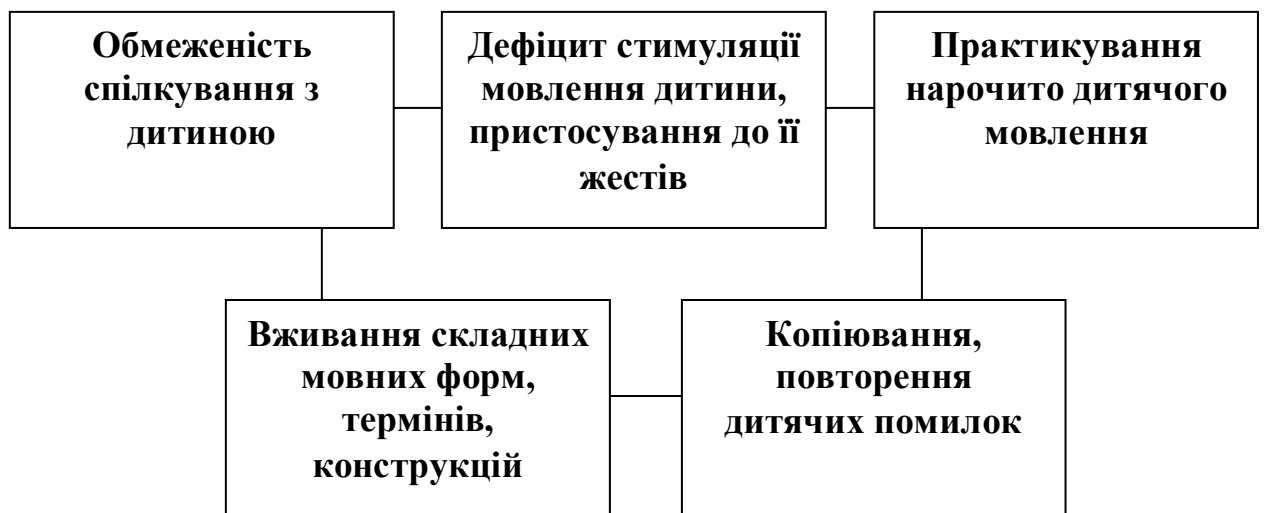 Обмеженість
спілкування з
дитиною
Дефіцит стимуляції
мовлення дитини,
пристосування до її
жестів
Практикування
нарочито дитячого
мовлення
Вживання складних
мовних форм,
термінів,
конструкцій
Копіювання,
повторення
дитячих помилок